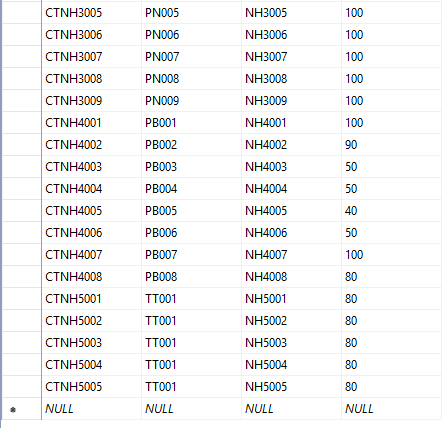 CTNH3005 PN005 NH3005 100
CTNH3006 PN006 NH3006 100
CTNH3007 PN007 NH3007 100
CTNH3008 PN008 NH3008 100
CTNH3009 PN009 NH3009 100
CTNH4001 PB001 NH4001 100
CTNH4002 PB002 NH4002 90
CTNH4003 PB003 NH4003 50
CTNH4004 PB004 NH4004 50
CTNH4005 PB005 NH4005 40
CTNH4006 PB006 NH4006 50
CTNH4007 PB007 NH4007 100
CTNH4008 PB008 NH4008 80
CTNH5001 TT001 NH5001 80
CTNH5002 TT001 NH5002 80
CTNH5003 TT001 NH5003 80
CTNH5004 TT001 NH5004 80
CTNH5005 TT001 NH5005 80
NULL NULL NULL NULL